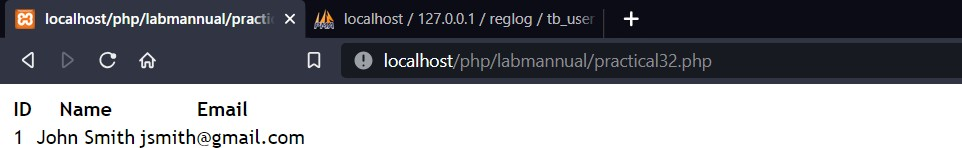 localhost/php/labmannual/practic
localhost / 127.0.0.1 / reglog / tb_user
localhost/php/labmannual/practical32.php
ID Name Email
1 John Smith jsmith@gmail.com